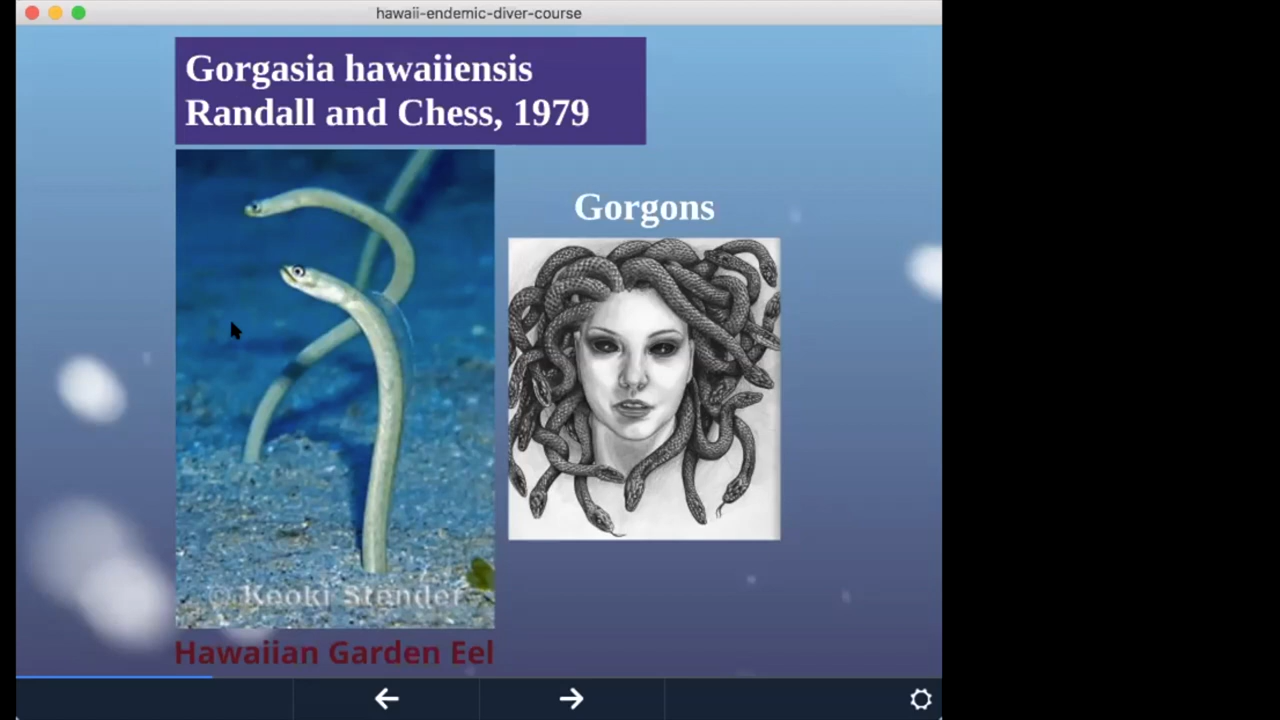 hawaii-endemic-diver-course
Gorgasia hawaiiensis
Randall and Chess, 1979
Gorgons
© Keoki Stender
Hawaiian Garden Eel